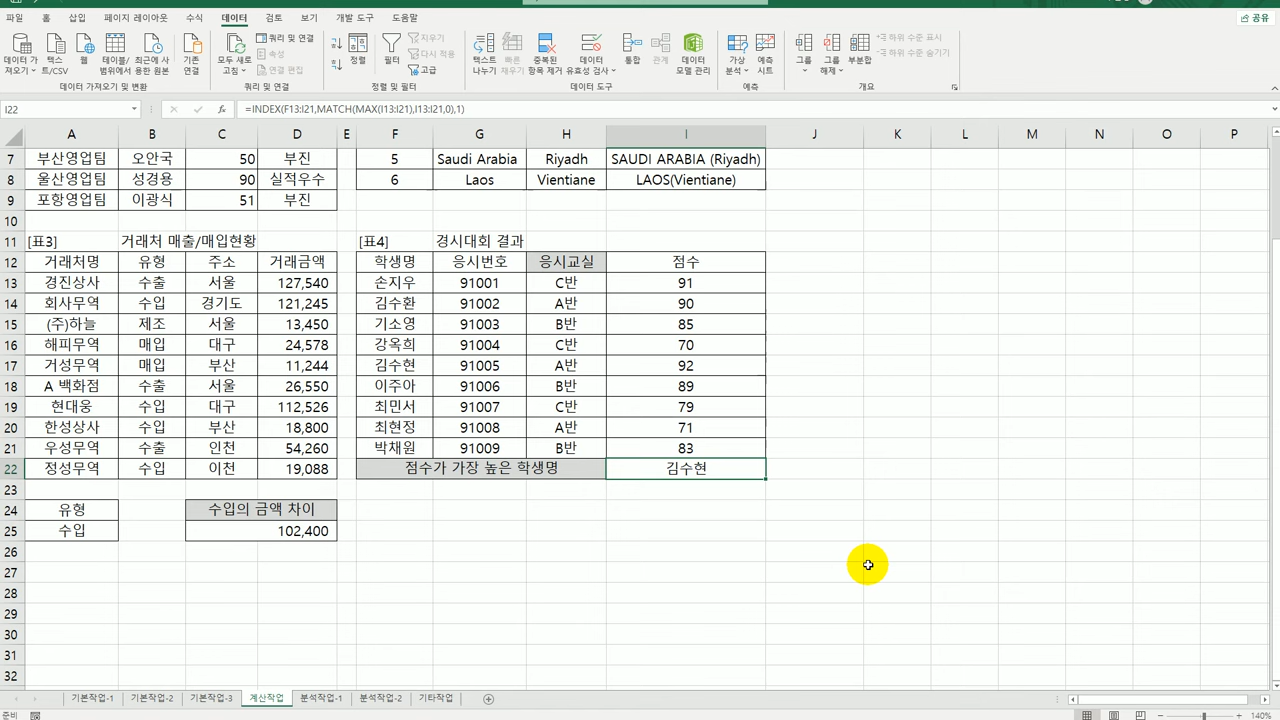 파일 홈 삽입 페이지 레이아웃 수식 데이터 검토 보기 개발 도구 도움말 공유
데이터 가져오기 텍스트/CSV 웹 테이블/범위에서 최근에 사용한 원본 기존 연결 모두 새로 고침 쿼리 및 연결 속성 연결 편집 정렬 필터 지우기 다시 적용 고급 텍스트 나누기 빠른 채우기 중복된 항목 제거 데이터 유효성 검사 통합 관계 데이터 모델 관리 가상 분석 예측 시트 그룹 그룹 해제 부분합 하위 수준 표시 하위 수준 숨기기
데이터 가져오기 및 변환 쿼리 및 연결 정렬 및 필터 데이터 도구 예측 개요
I22 fx =INDEX(F13:I21,MATCH(MAX(I13:I21),I13:I21,0),1)
A B C D E F G H I J K L M N O P
7 부산영업팀 오안국 50 부진 5 Saudi Arabia Riyadh SAUDI ARABIA (Riyadh)
8 울산영업팀 성경용 90 실적우수 6 Laos Vientiane LAOS(Vientiane)
9 포항영업팀 이광식 51 부진
10
11 [표3] 거래처 매출/매입현황 [표4] 경시대회 결과
12 거래처명 유형 주소 거래금액 학생명 응시번호 응시교실 점수
13 경진상사 수출 서울 127,540 손지우 91001 C반 91
14 회사무역 수입 경기도 121,245 김수환 91002 A반 90
15 (주)하늘 제조 서울 13,450 기소영 91003 B반 85
16 해피무역 매입 대구 24,578 강옥희 91004 C반 70
17 거성무역 매입 부산 11,244 김수현 91005 A반 92
18 A 백화점 수출 서울 26,550 이주아 91006 B반 89
19 현대웅 수입 대구 112,526 최민서 91007 C반 79
20 한성상사 수입 부산 18,800 최현정 91008 A반 71
21 우성무역 수출 인천 54,260 박채원 91009 B반 83
22 정성무역 수입 이천 19,088 점수가 가장 높은 학생명 김수현
23
24 유형 수입의 금액 차이
25 수입 102,400
26
27
28
29
30
31
32
기본작업-1 기본작업-2 기본작업-3 계산작업 분석작업-1 분석작업-2 기타작업
준비 140%